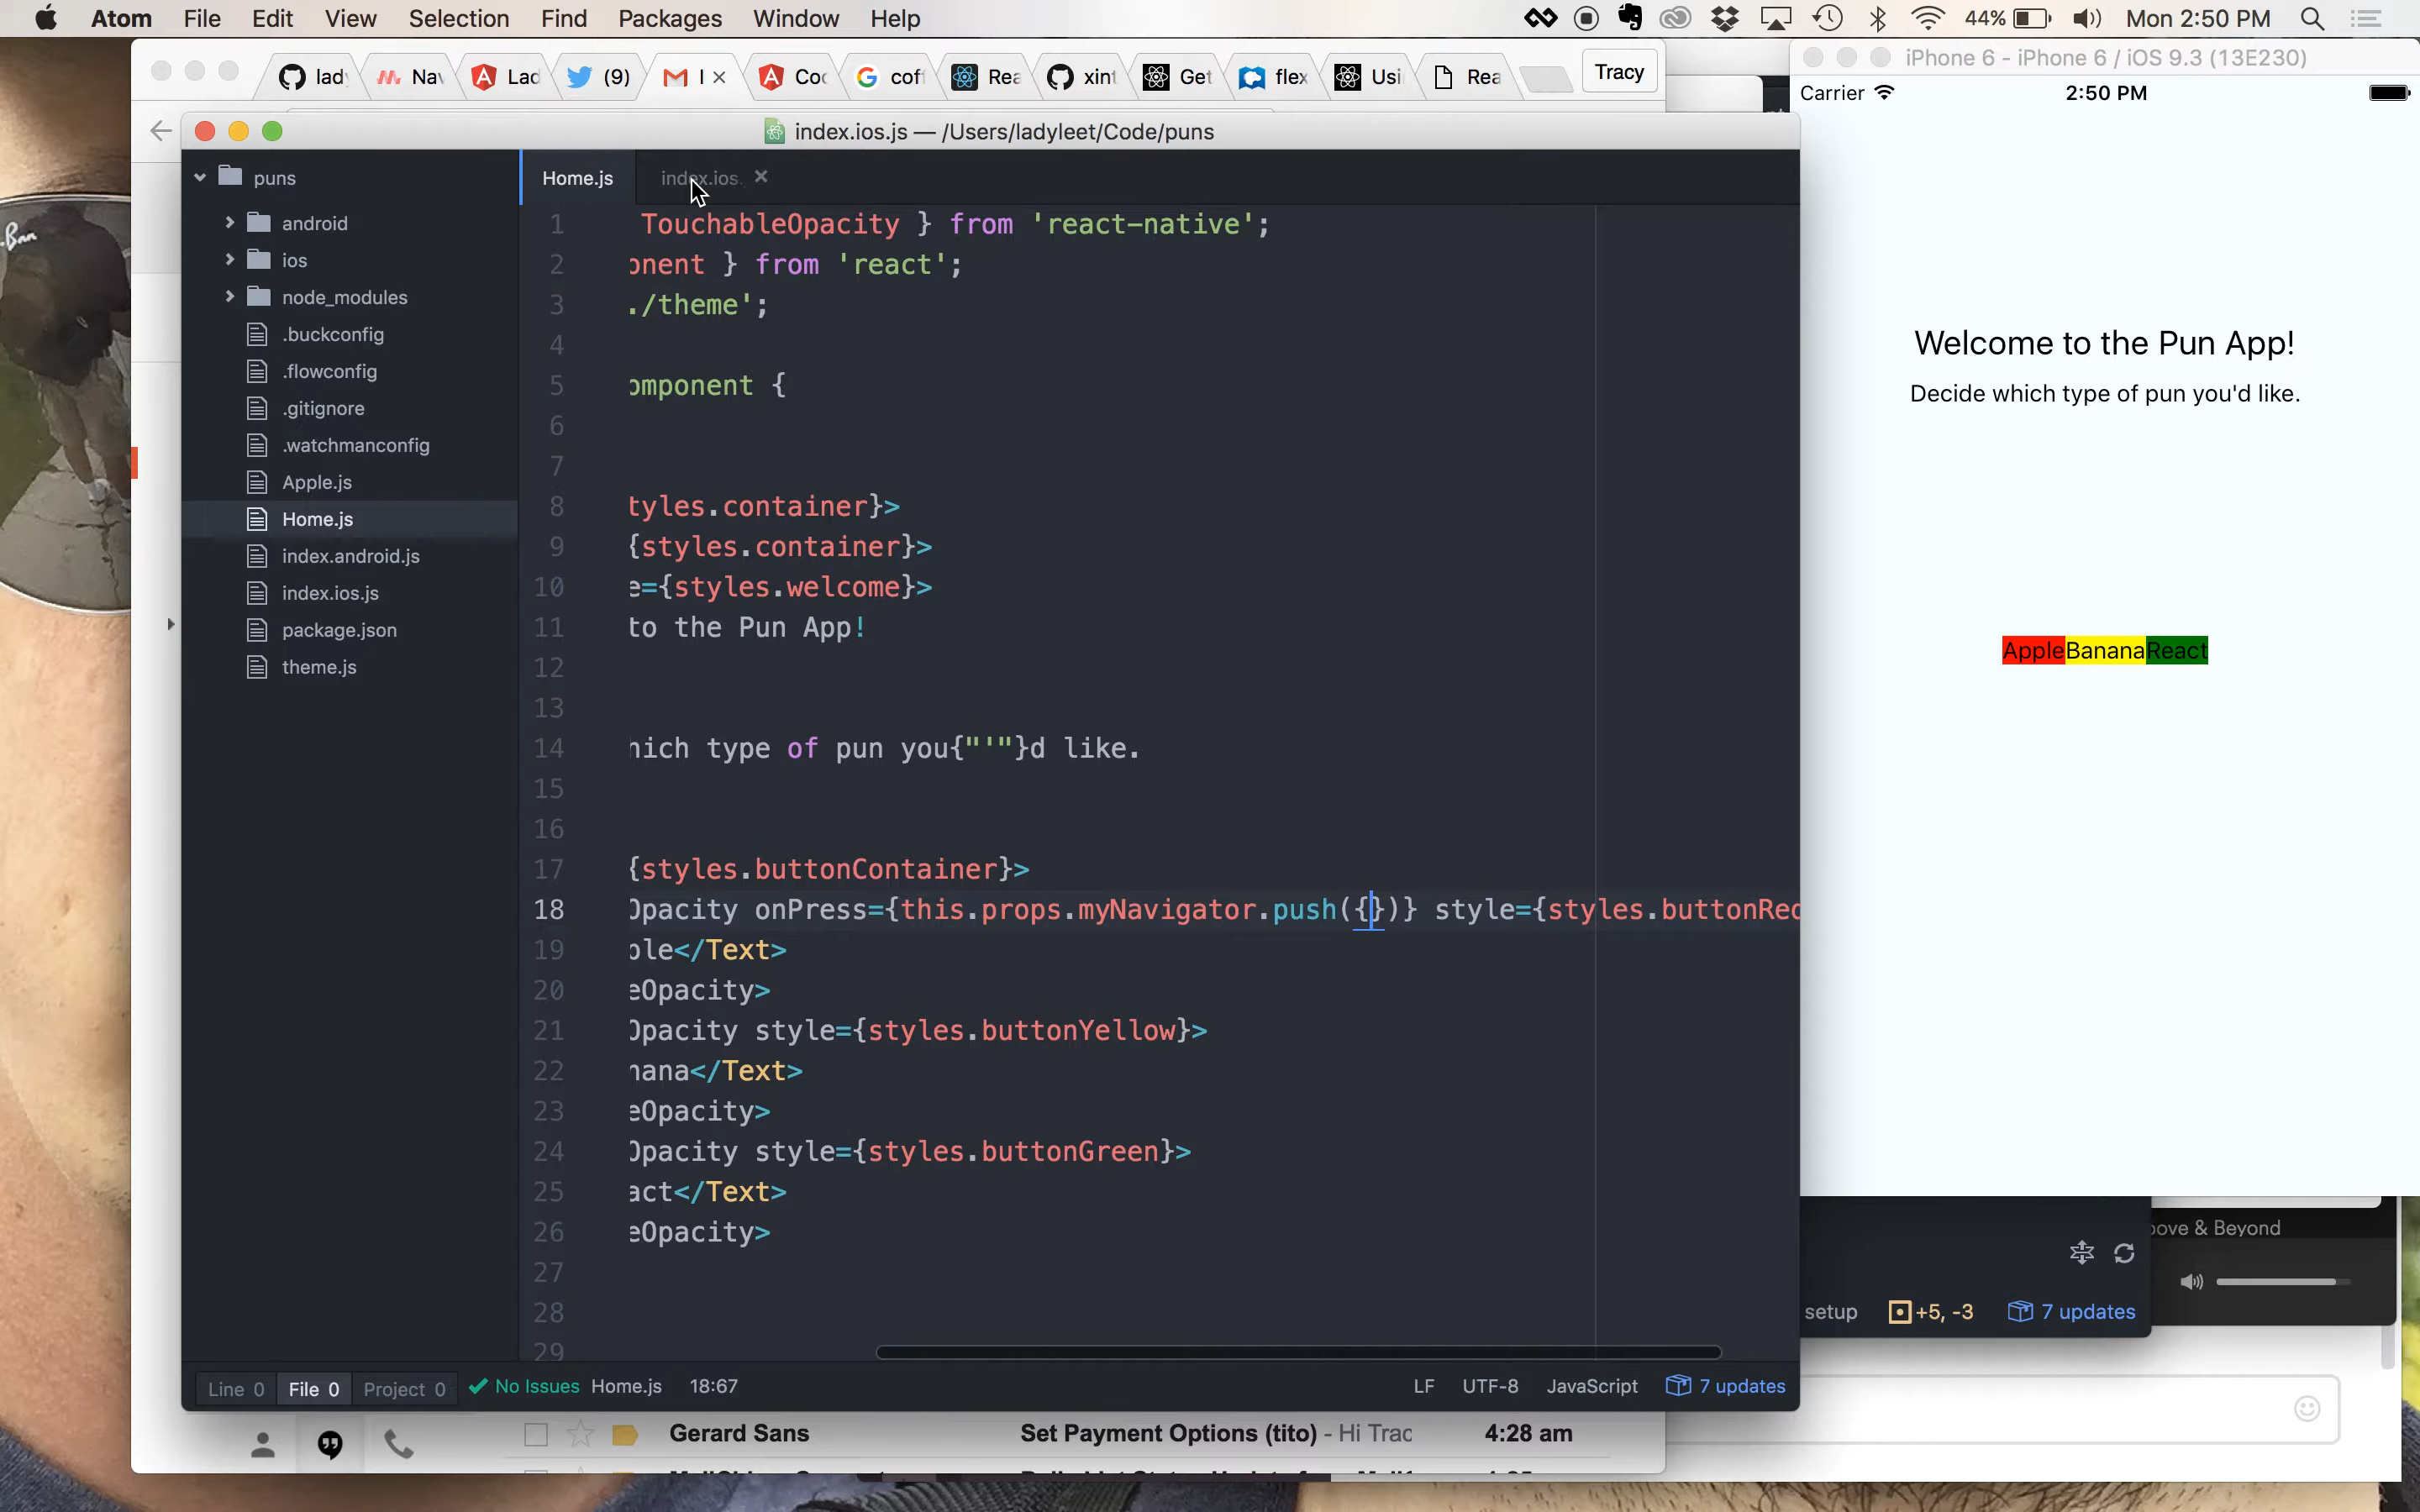 Atom File Edit View Selection Find Packages Window Help 44% Mon 2:50 PM
lad Nav Lad (9) I Coc cof Rea xint Get flex Usi Rea Tracy
iPhone 6 - iPhone 6 / iOS 9.3 (13E230)
Carrier 2:50 PM
index.ios.js — /Users/ladyleet/Code/puns
puns
android
ios
node_modules
.buckconfig
.flowconfig
.gitignore
.watchmanconfig
Apple.js
Home.js
index.android.js
index.ios.js
package.json
theme.js
Home.js index.ios.
1 TouchableOpacity } from 'react-native';
2 onent } from 'react';
3 ./theme';
4
5 omponent {
6
7
8 tyles.container}>
9 {styles.container}>
10 e={styles.welcome}>
11 to the Pun App!
12
13
14 hich type of pun you{"'"}d like.
15
16
17 {styles.buttonContainer}>
18 Opacity onPress={this.props.myNavigator.push({})} style={styles.buttonRed
19 ple</Text>
20 eOpacity>
21 Opacity style={styles.buttonYellow}>
22 nana</Text>
23 eOpacity>
24 Opacity style={styles.buttonGreen}>
25 act</Text>
26 eOpacity>
27
28
29
Line 0 File 0 Project 0 No Issues Home.js 18:67 LF UTF-8 JavaScript 7 updates
Welcome to the Pun App!
Decide which type of pun you'd like.
AppleBananaReact
ove & Beyond
setup +5, -3 7 updates
Gerard Sans Set Payment Options (tito) - Hi Trac 4:28 am